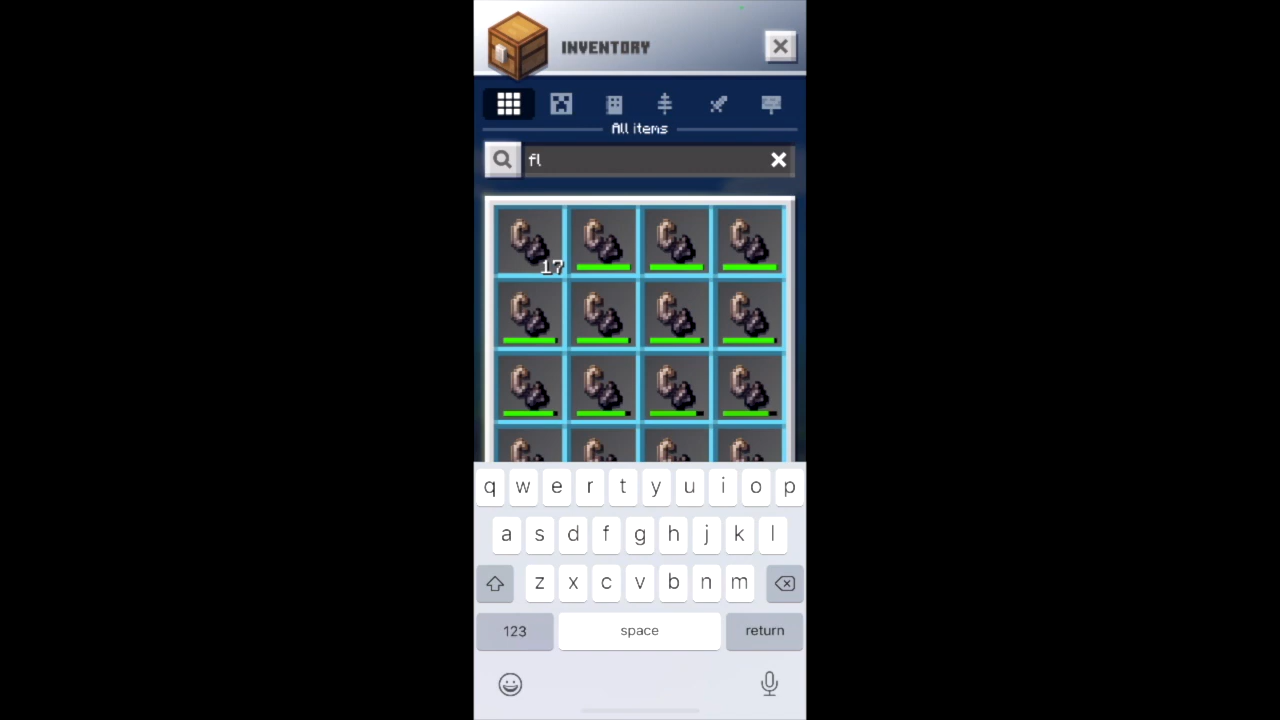 INVENTORY
All items
fl
17
q w e r t y u i o p
a s d f g h j k l
z x c v b n m
123 space return